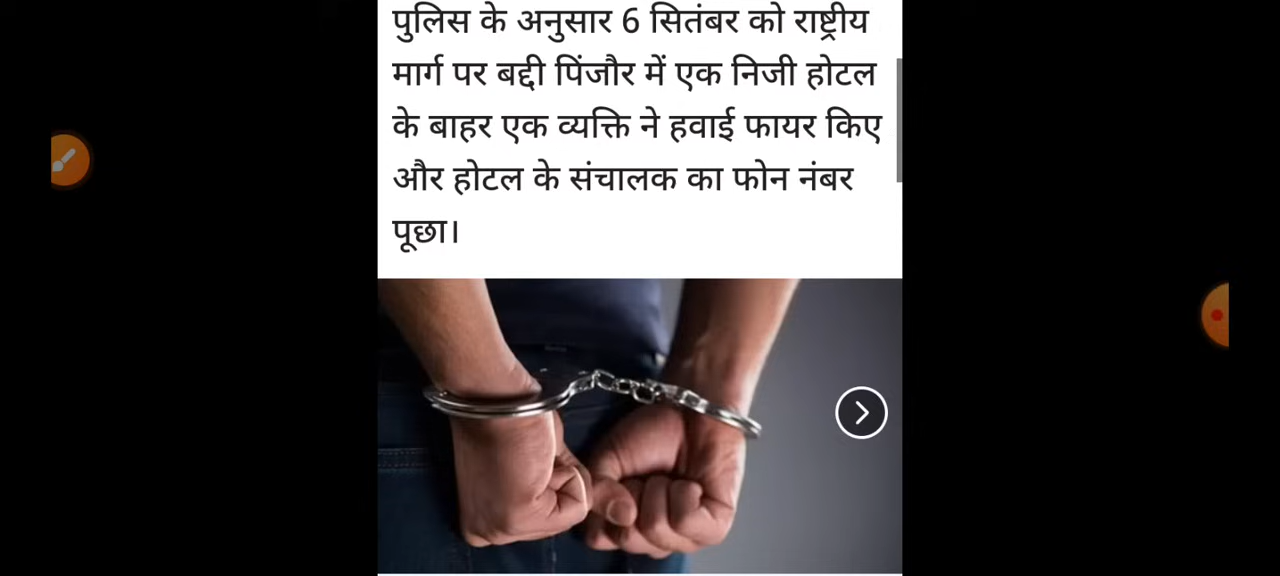 पुलिस के अनुसार 6 सितंबर को राष्ट्रीय
मार्ग पर बद्दी पिंजौर में एक निजी होटल
के बाहर एक व्यक्ति ने हवाई फायर किए
और होटल के संचालक का फोन नंबर
पूछा।